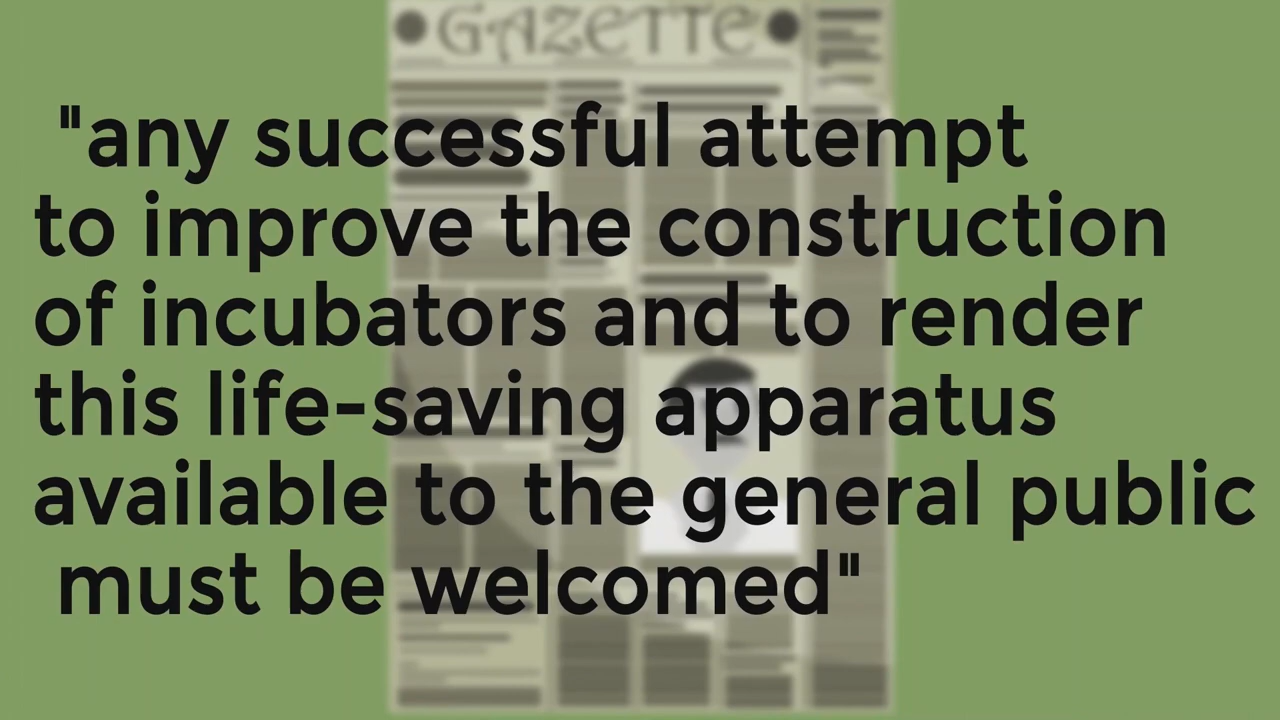 GAZETTE
"any successful attempt
to improve the construction
of incubators and to render
this life-saving apparatus
available to the general public
must be welcomed"